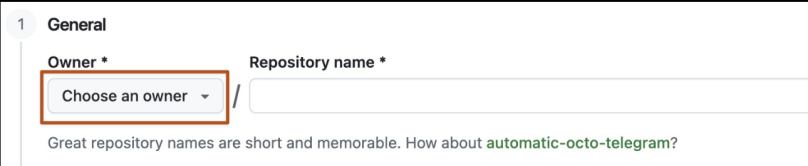 1 General
Owner * Repository name *
Choose an owner /
Great repository names are short and memorable. How about automatic-octo-telegram?